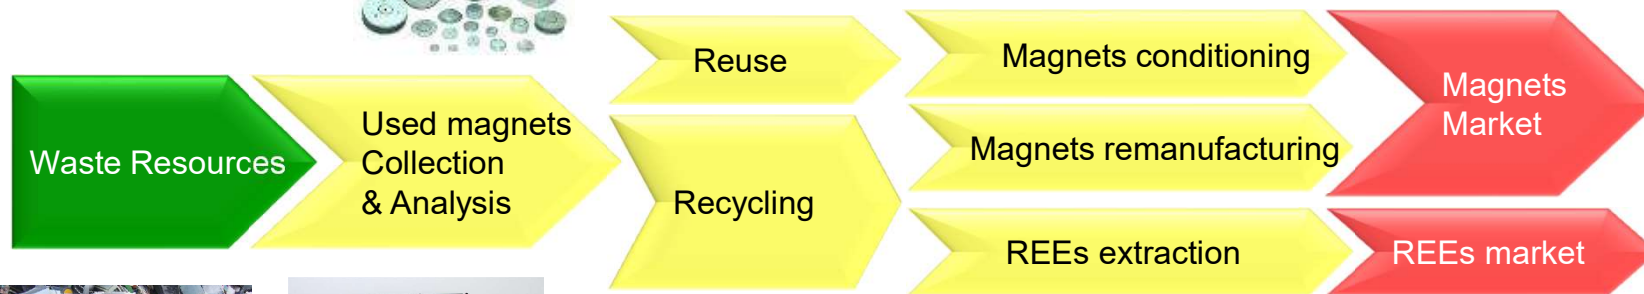 Waste Resources
Used magnets
Collection
& Analysis
Reuse
Recycling
Magnets conditioning
Magnets remanufacturing
REEs extraction
Magnets
Market
REEs market